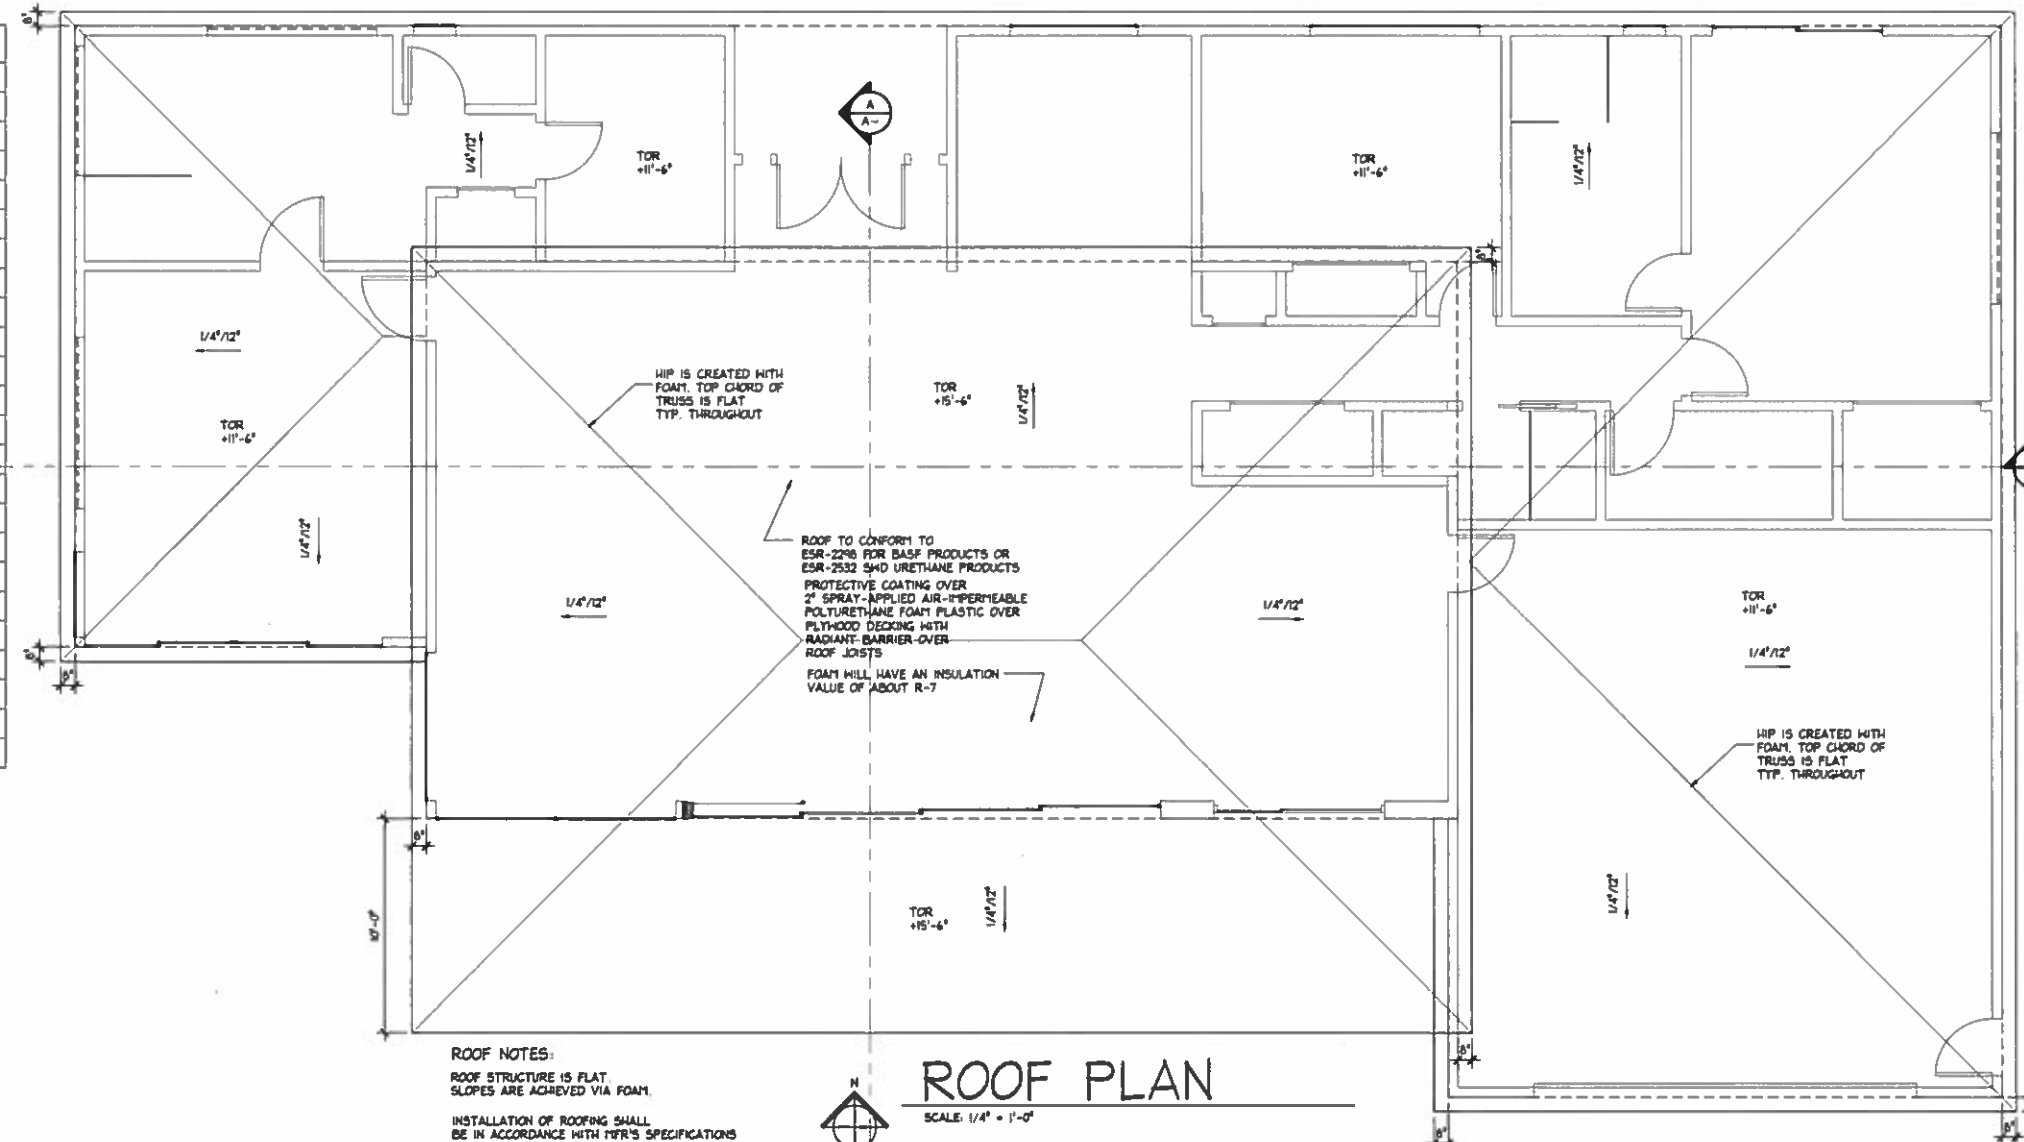 8"
A
A-
1/4"/12"
TOR
+11'-6"
TOR
+11'-6"
1/4"/12"
8"
1/4"/12"
HIP IS CREATED WITH
FOAM. TOP CHORD OF
TRUSS IS FLAT
TYP. THROUGHOUT
TOR
+15'-6"
1/4"/12"
TOR
+11'-6"
1/4"/12"
ROOF TO CONFORM TO
ESR-2298 FOR BASF PRODUCTS OR
ESR-2532 SWD URETHANE PRODUCTS
PROTECTIVE COATING OVER
2" SPRAY-APPLIED AIR-IMPERMEABLE
POLYURETHANE FOAM PLASTIC OVER
PLYWOOD DECKING WITH
RADIANT BARRIER OVER
ROOF JOISTS
1/4"/12"
1/4"/12"
TOR
+11'-6"
1/4"/12"
8"
8"
FOAM WILL HAVE AN INSULATION
VALUE OF ABOUT R-7
HIP IS CREATED WITH
FOAM. TOP CHORD OF
TRUSS IS FLAT
TYP. THROUGHOUT
8"
10'-0"
TOR
+15'-6"
1/4"/12"
1/4"/12"
8"
ROOF NOTES:
ROOF STRUCTURE IS FLAT.
SLOPES ARE ACHIEVED VIA FOAM.
INSTALLATION OF ROOFING SHALL
BE IN ACCORDANCE WITH MFR'S SPECIFICATIONS
N
ROOF PLAN
SCALE: 1/4" = 1'-0"
8"
8"